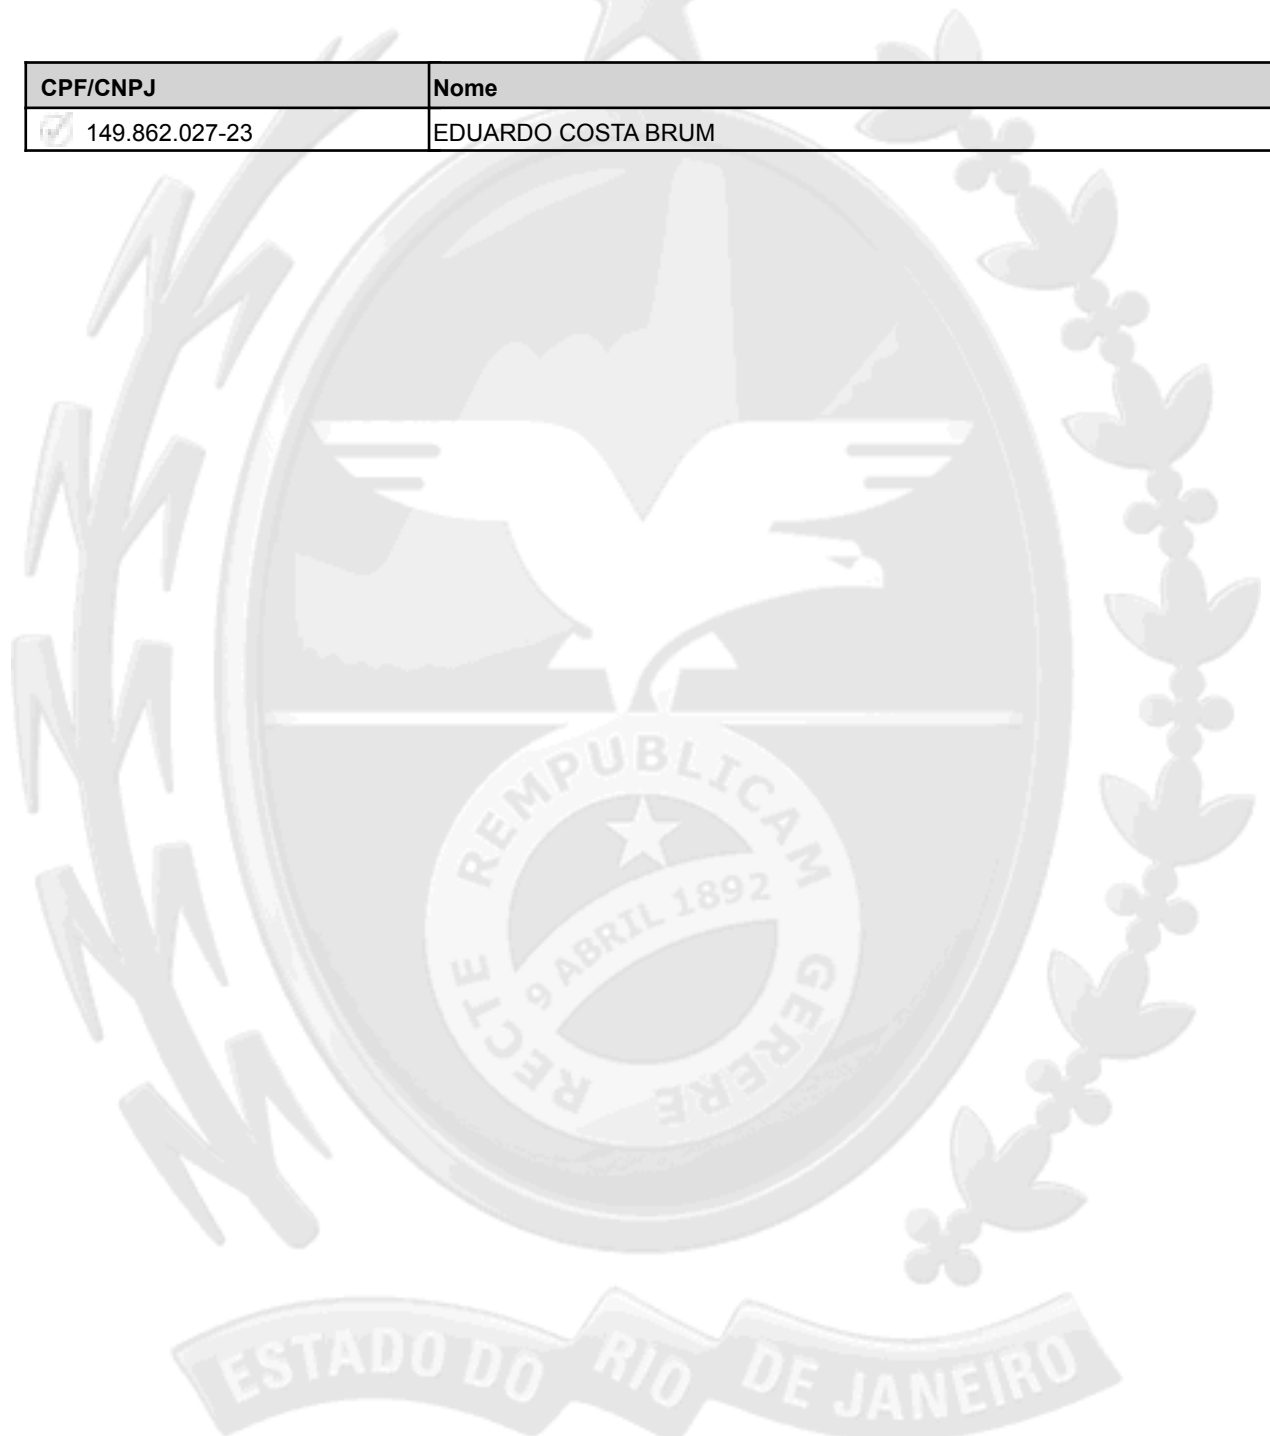 CPF/CNPJ Nome
149.862.027-23 EDUARDO COSTA BRUM
RECTE REMPUBLICAM GERERE
9 ABRIL 1892
ESTADO DO RIO DE JANEIRO